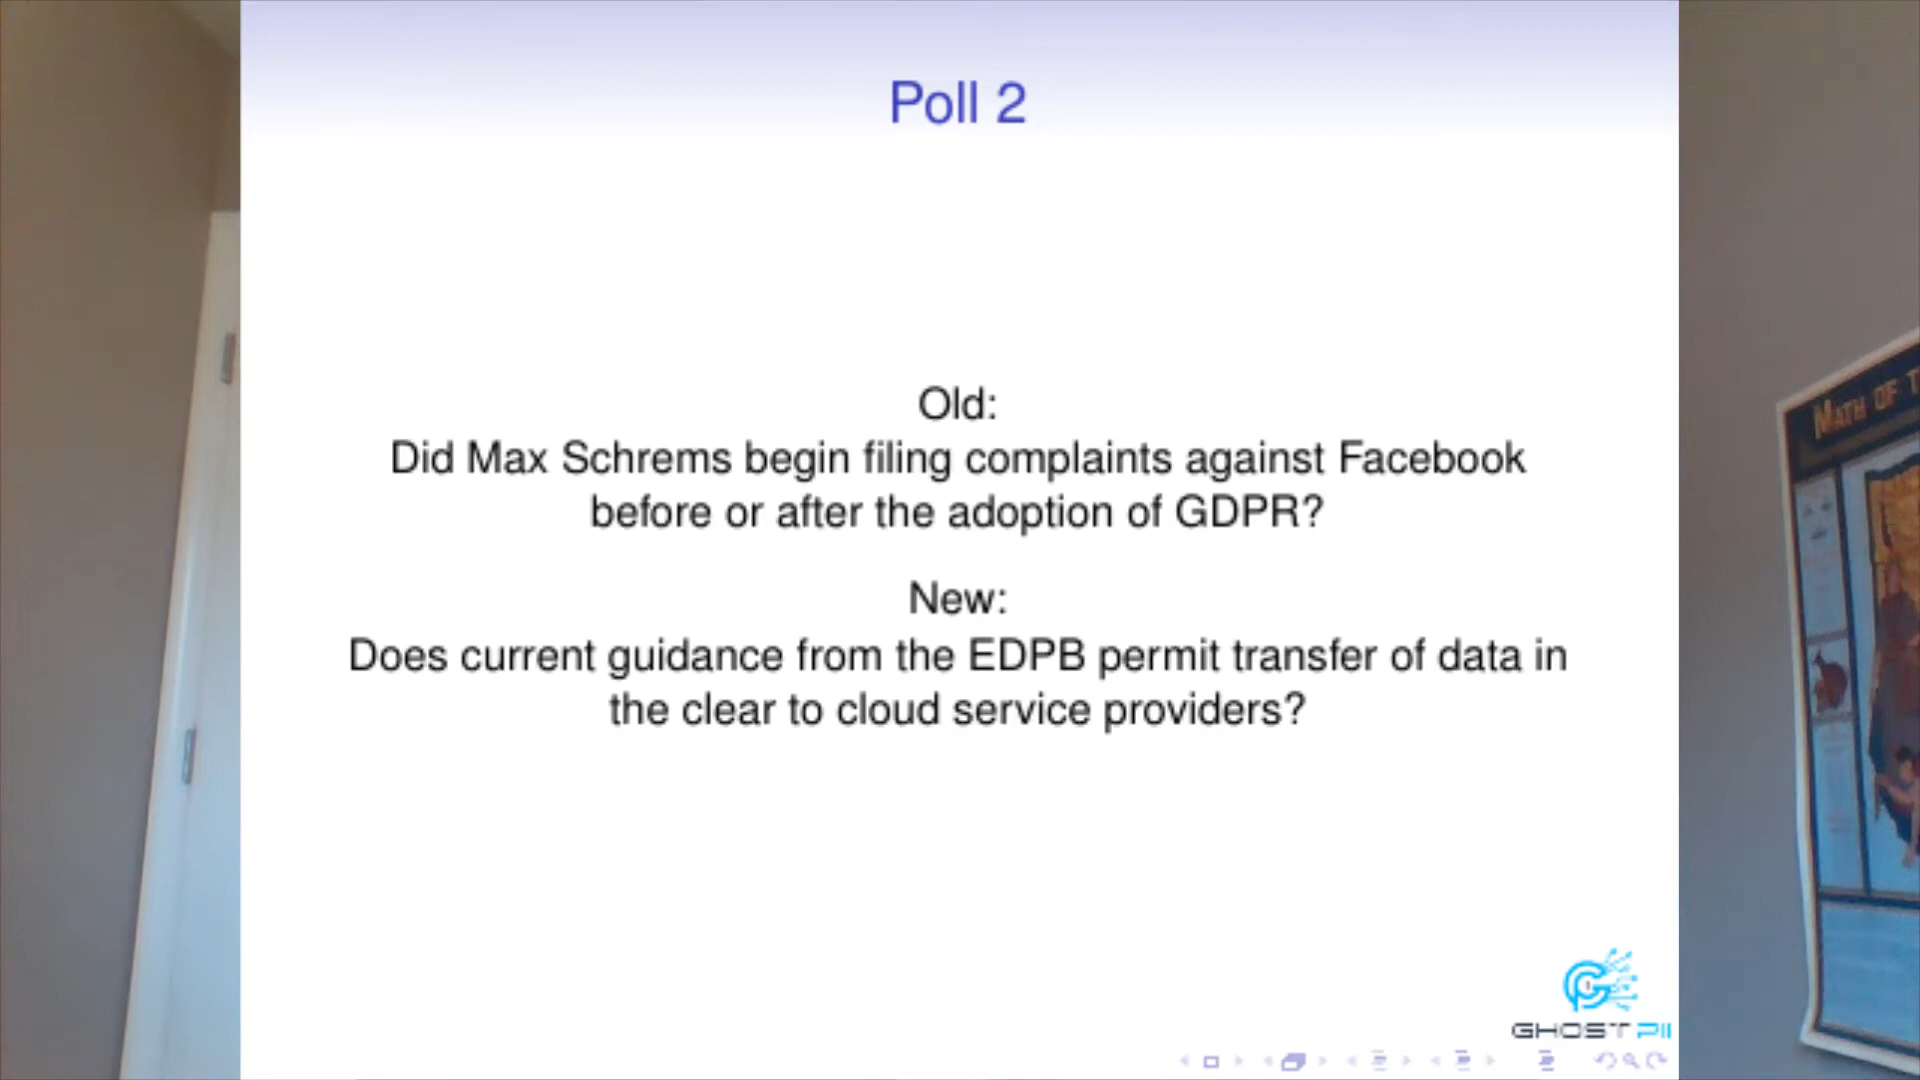 Poll 2
Old:
Did Max Schrems begin filing complaints against Facebook
before or after the adoption of GDPR?
New:
Does current guidance from the EDPB permit transfer of data in
the clear to cloud service providers?
GHOST PII
MATH OF